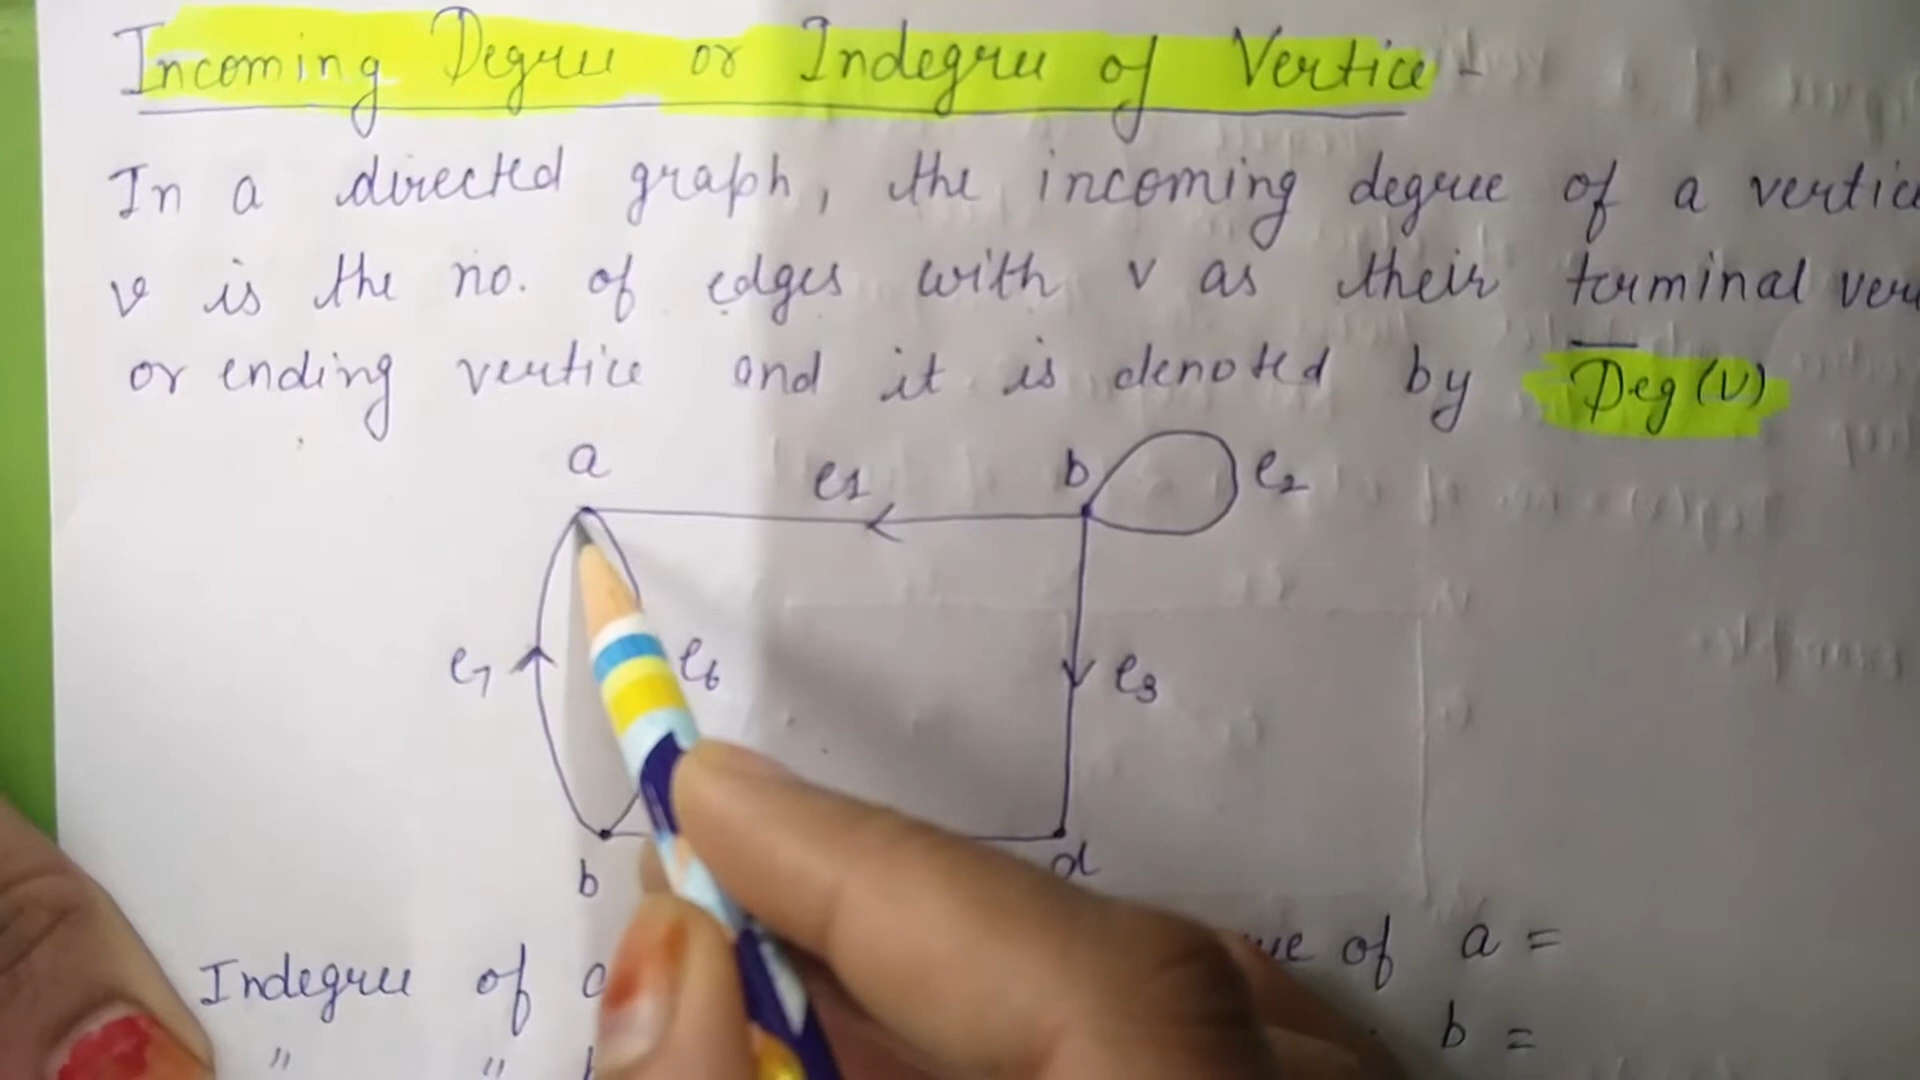 Incoming Degree or Indegree of Vertice -
In a directed graph, the incoming degree of a
v is the no. of edges with v as their terminal
or ending vertice and it is denoted by Deg(V)
a
e1
b
e2
e7
e6
e3
b
d
Indegree of
of a =
" "
b =